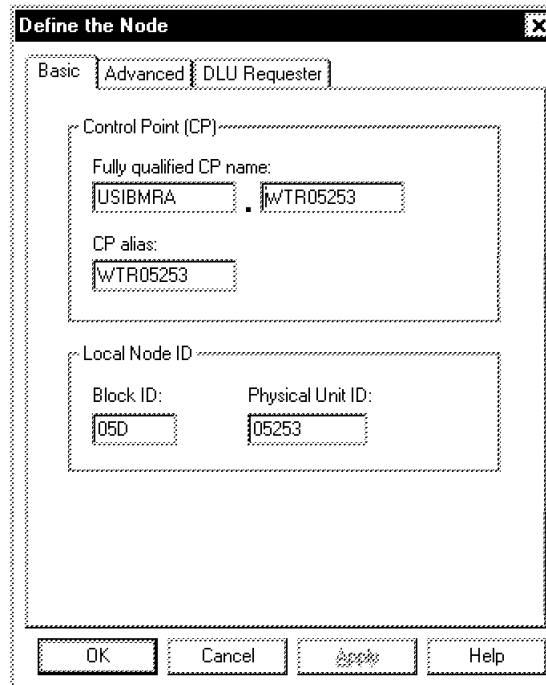 Define the Node
Basic Advanced DLU Requester
Control Point (CP)
Fully qualified CP name:
USIBMRA . WTR05253
CP alias:
WTR05253
Local Node ID
Block ID: Physical Unit ID:
05D 05253
OK Cancel Apply Help